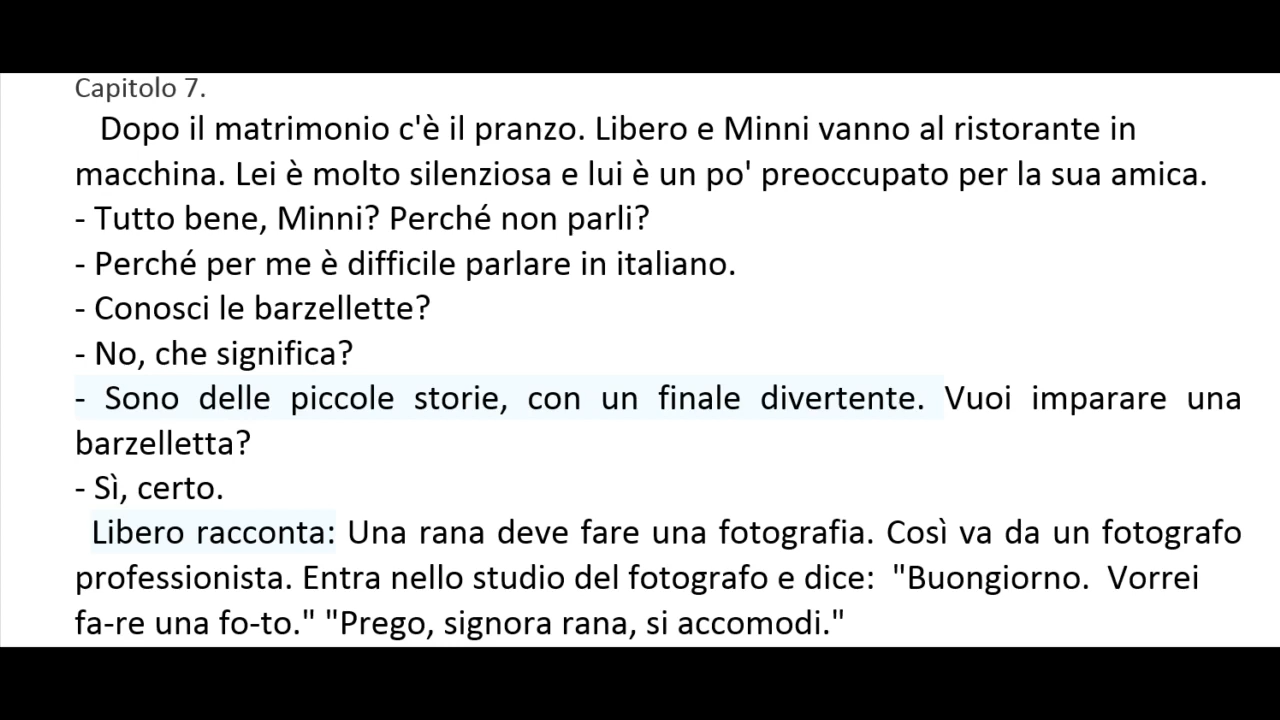 Capitolo 7.
Dopo il matrimonio c'è il pranzo. Libero e Minni vanno al ristorante in
macchina. Lei è molto silenziosa e lui è un po' preoccupato per la sua amica.
- Tutto bene, Minni? Perché non parli?
- Perché per me è difficile parlare in italiano.
- Conosci le barzellette?
- No, che significa?
- Sono delle piccole storie, con un finale divertente. Vuoi imparare una
barzelletta?
- Sì, certo.
Libero racconta: Una rana deve fare una fotografia. Così va da un fotografo
professionista. Entra nello studio del fotografo e dice: "Buongiorno. Vorrei
fa-re una fo-to." "Prego, signora rana, si accomodi."